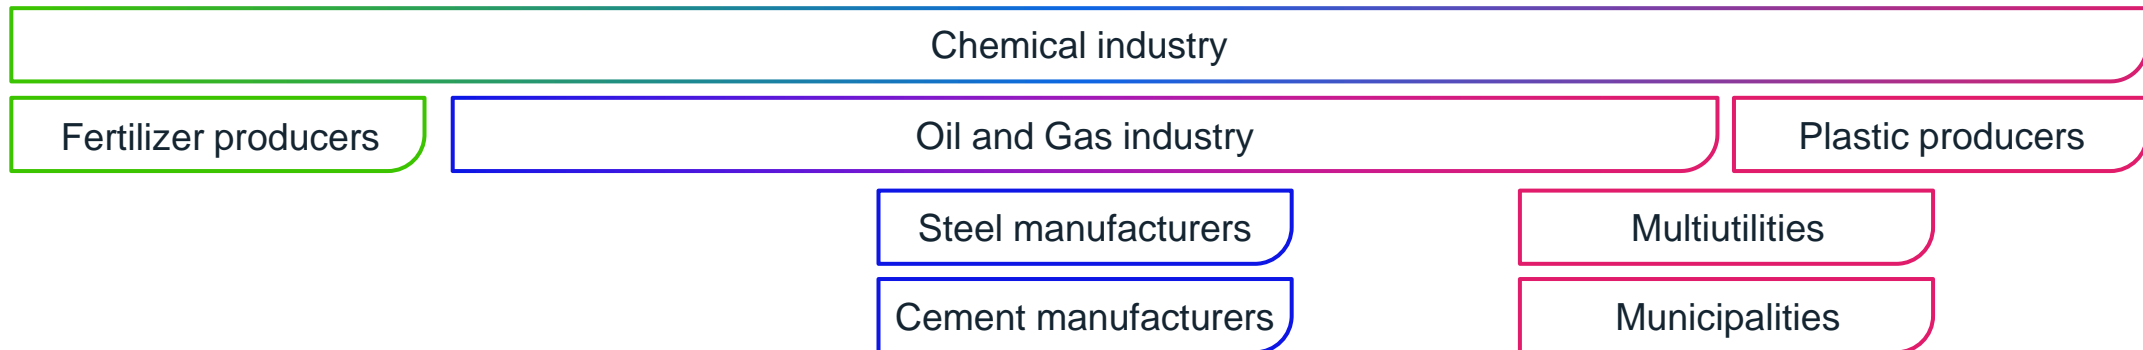 Chemical industry
Fertilizer producers
Oil and Gas industry
Plastic producers
Steel manufacturers
Multiutilities
Cement manufacturers
Municipalities